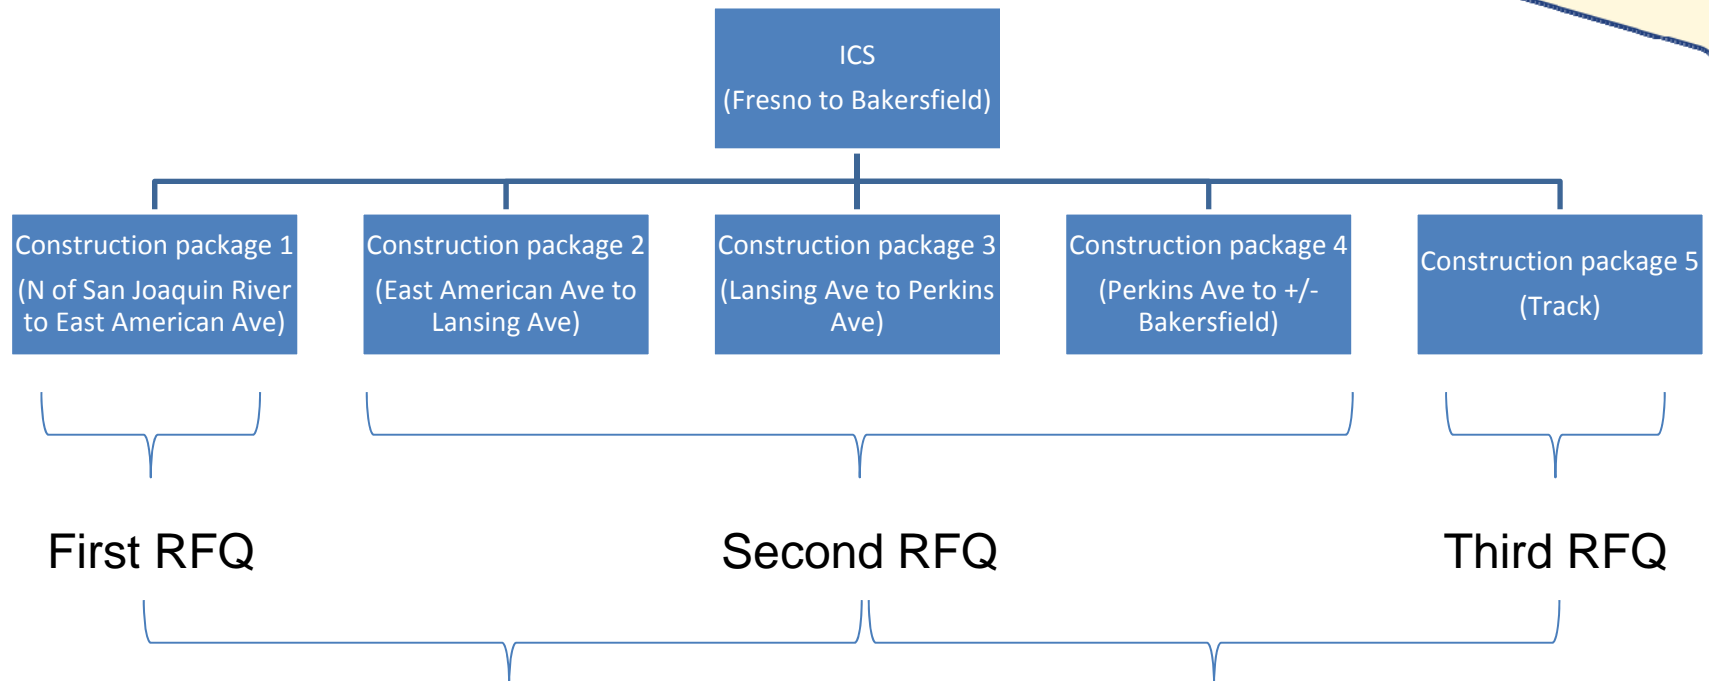 ICS
(Fresno to Bakersfield)
Construction package 1
(N of San Joaquin River
to East American Ave)
Construction package 2
(East American Ave to
Lansing Ave)
Construction package 3
(Lansing Ave to Perkins
Ave)
Construction package 4
(Perkins Ave to +/-
Bakersfield)
Construction package 5
(Track)
First RFQ
Second RFQ
Third RFQ